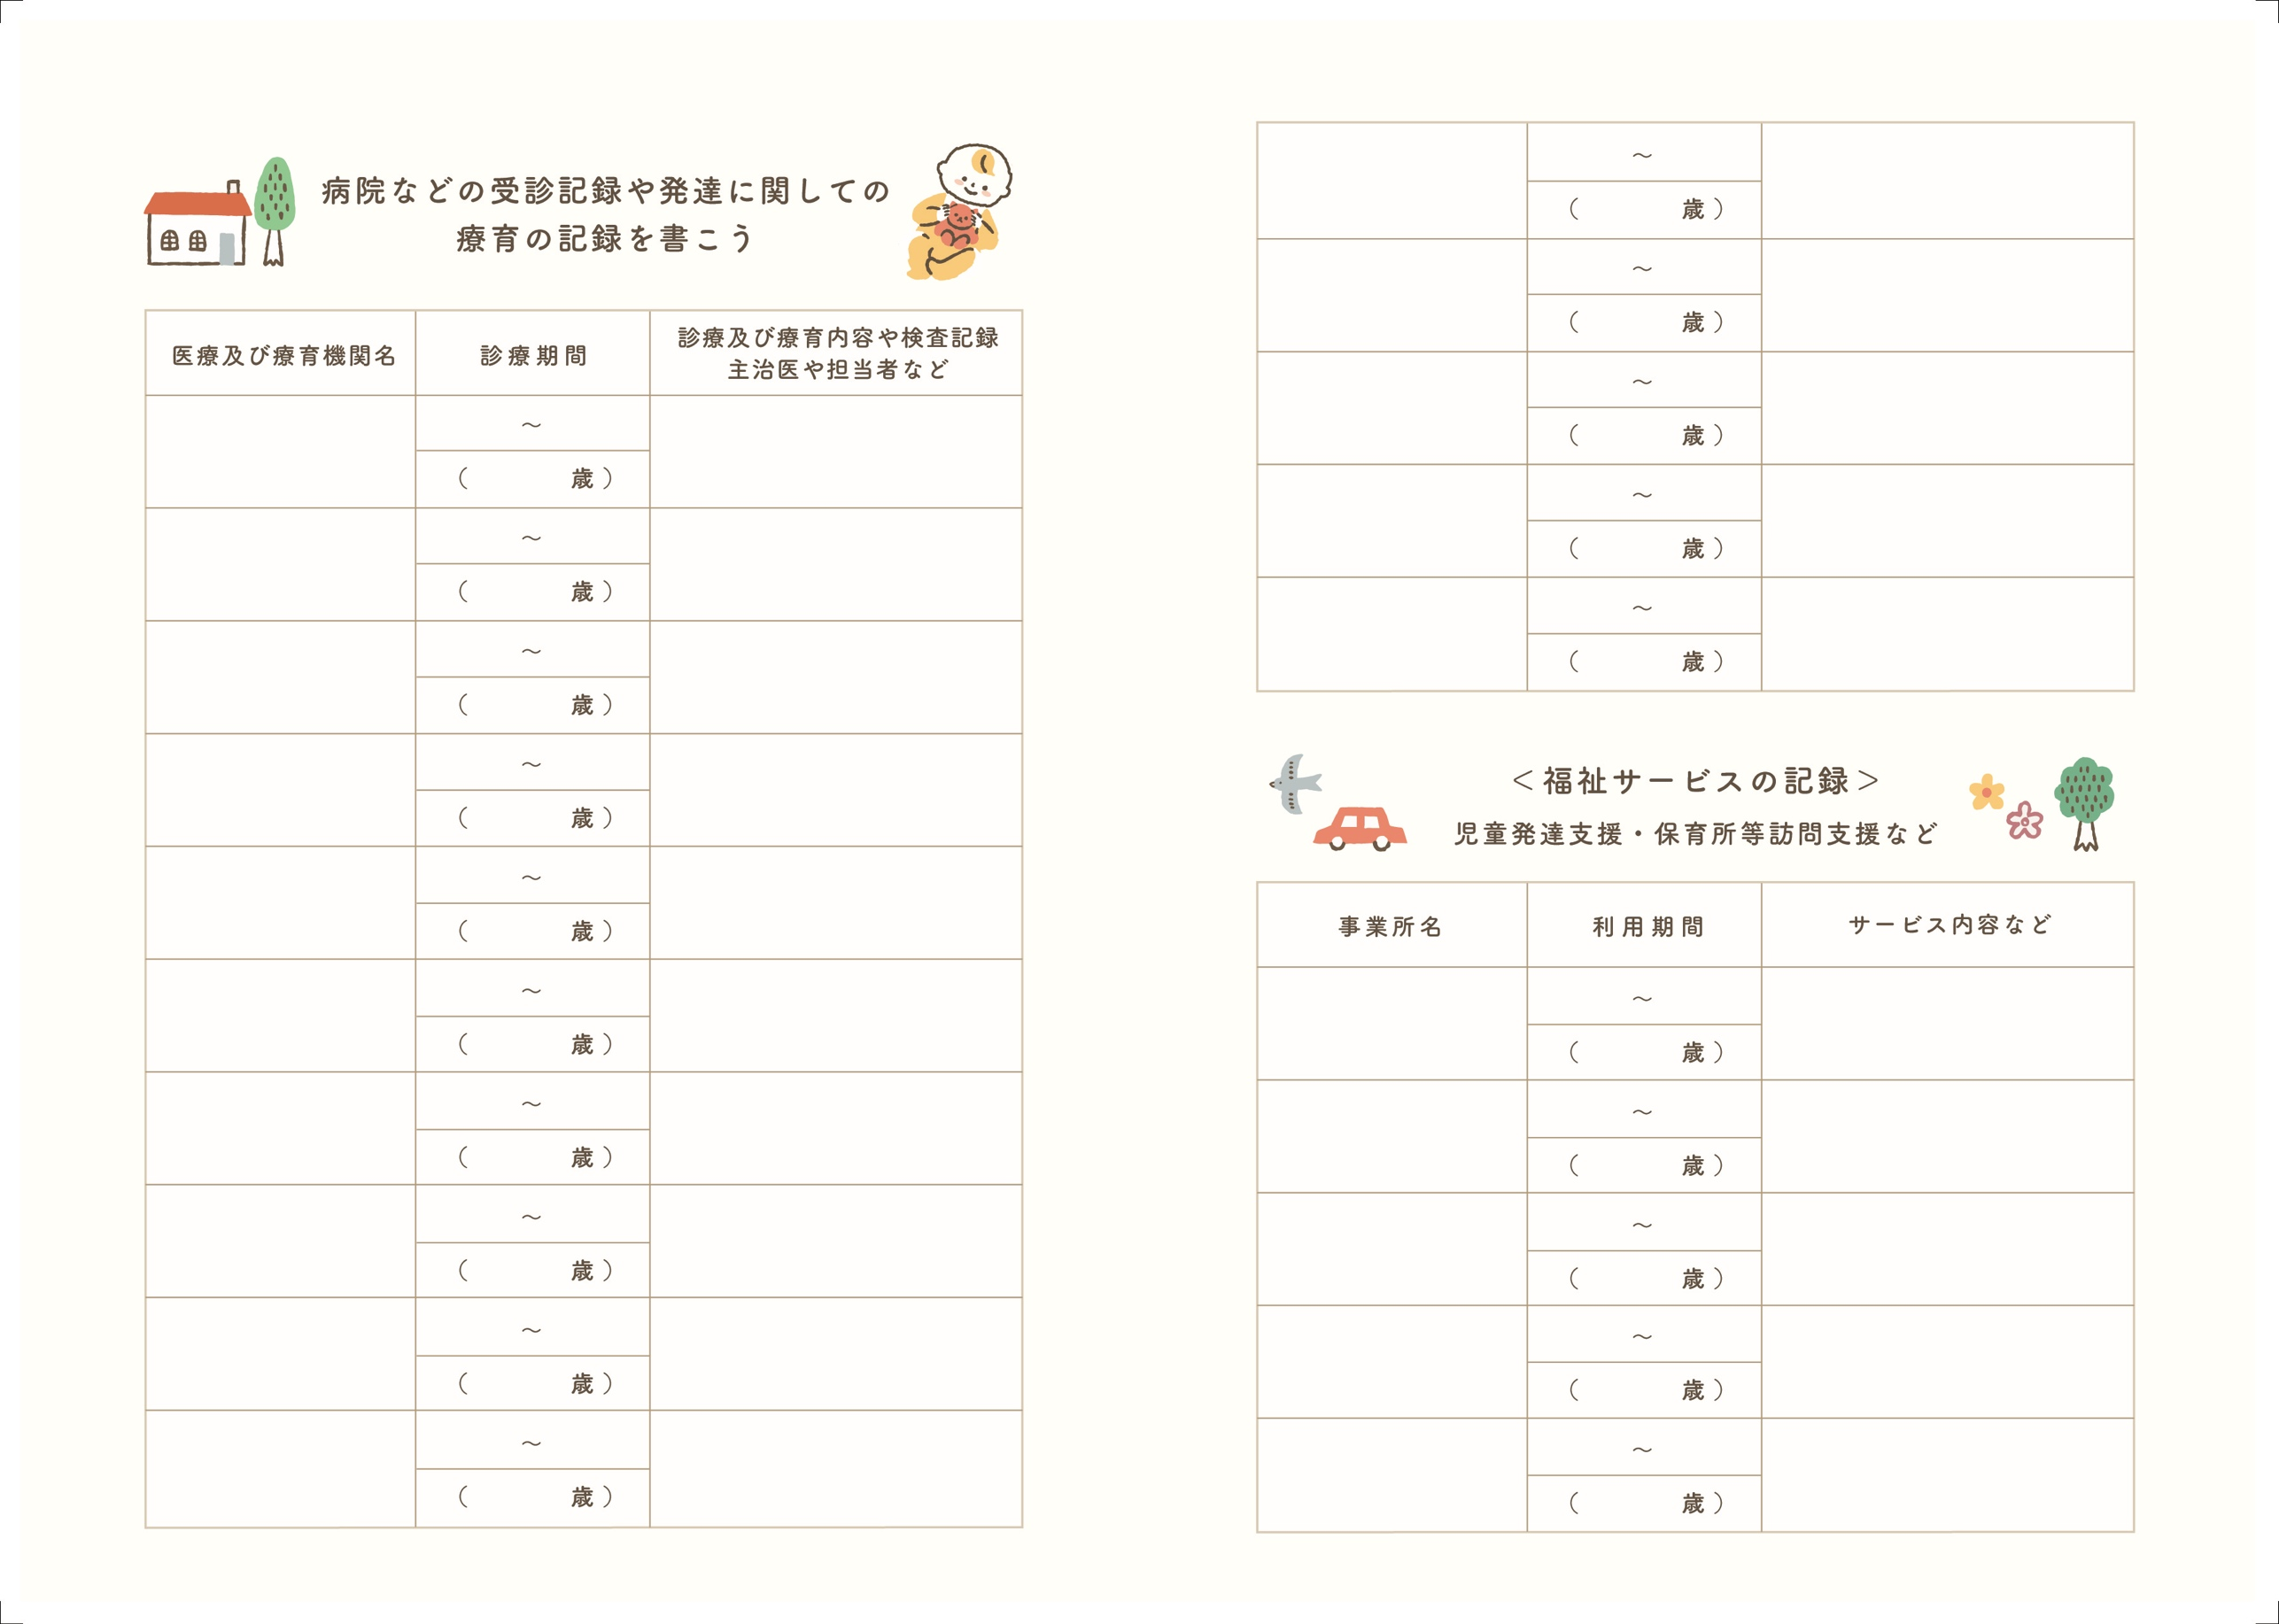 病院などの受診記録や発達に関しての
療育の記録を書こう
医療及び療育機関名
診療期間
診療及び療育内容や検査記録
主治医や担当者など
～
（　　歳）
～
（　　歳）
～
（　　歳）
～
（　　歳）
～
（　　歳）
～
（　　歳）
～
（　　歳）
～
（　　歳）
～
（　　歳）
～
（　　歳）
～
（　　歳）
～
（　　歳）
～
（　　歳）
～
（　　歳）
～
（　　歳）
＜福祉サービスの記録＞
児童発達支援・保育所等訪問支援など
事業所名
利用期間
サービス内容など
～
（　　歳）
～
（　　歳）
～
（　　歳）
～
（　　歳）
～
（　　歳）